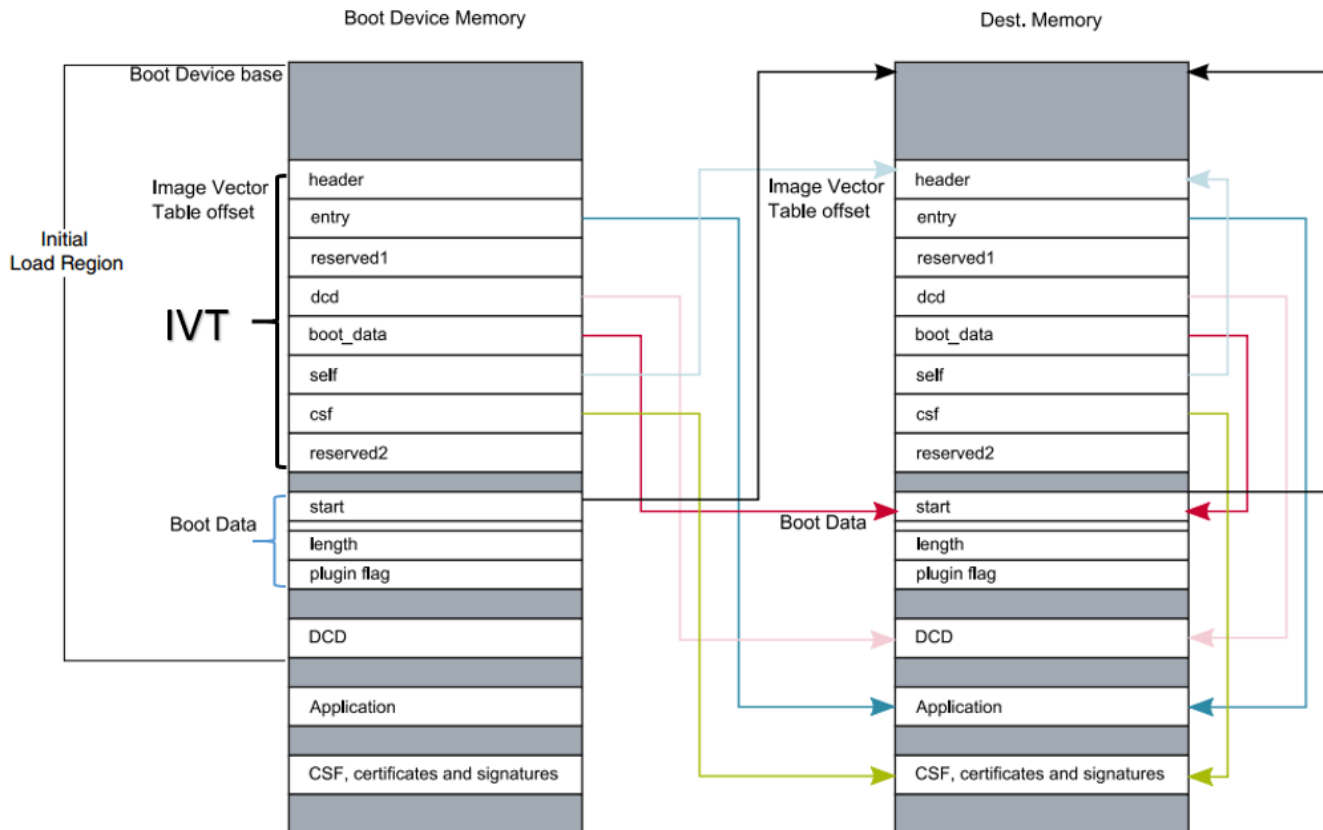 Boot Device Memory
Dest. Memory
Boot Device base
Image Vector
Table offset
Initial
Load Region
IVT
header
entry
reserved1
dcd
boot_data
self
csf
reserved2
Boot Data
start
length
plugin flag
DCD
Application
CSF, certificates and signatures
Image Vector
Table offset
header
entry
reserved1
dcd
boot_data
self
csf
reserved2
Boot Data
start
length
plugin flag
DCD
Application
CSF, certificates and signatures